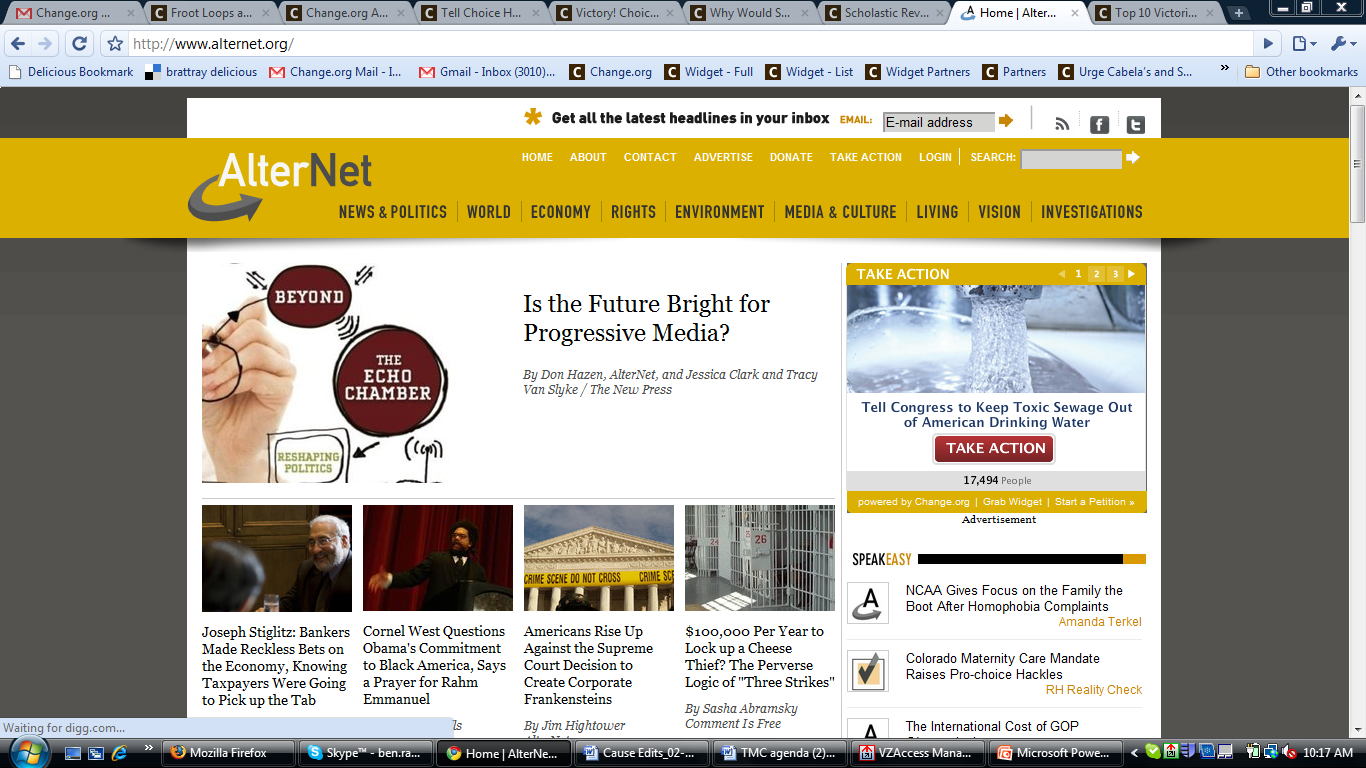 Change.org ...
Froot Loops a...
Change.org A...
Tell Choice H...
Victory! Choic...
Why Would S...
Scholastic Rev...
Home | Alter...
Top 10 Victori...
http://www.alternet.org/
Delicious Bookmark
brattray delicious
Change.org Mail - I...
Gmail - Inbox (3010)...
Change.org
Widget - Full
Widget - List
Widget Partners
Partners
Urge Cabela's and S...
»
Other bookmarks
Get all the latest headlines in your inbox
EMAIL:
E-mail address
AlterNet
HOME ABOUT CONTACT ADVERTISE DONATE TAKE ACTION LOGIN SEARCH:
NEWS & POLITICS WORLD ECONOMY RIGHTS ENVIRONMENT MEDIA & CULTURE LIVING VISION INVESTIGATIONS
BEYOND
THE
ECHO
CHAMBER
RESHAPING
POLITICS
Is the Future Bright for
Progressive Media?
By Don Hazen, AlterNet, and Jessica Clark and Tracy
Van Slyke / The New Press
TAKE ACTION
1 2 3
Tell Congress to Keep Toxic Sewage Out
of American Drinking Water
TAKE ACTION
17,494 People
powered by Change.org | Grab Widget | Start a Petition »
Advertisement
CRIME SCENE DO NOT CROSS CRIME SC
24
26
Joseph Stiglitz: Bankers
Made Reckless Bets on
the Economy, Knowing
Taxpayers Were Going
to Pick up the Tab
Cornel West Questions
Obama's Commitment
to Black America, Says
a Prayer for Rahm
Emmanuel
Americans Rise Up
Against the Supreme
Court Decision to
Create Corporate
Frankensteins
By Jim Hightower
$100,000 Per Year to
Lock up a Cheese
Thief? The Perverse
Logic of "Three Strikes"
By Sasha Abramsky
Comment Is Free
SPEAKEASY
NCAA Gives Focus on the Family the
Boot After Homophobia Complaints
Amanda Terkel
Colorado Maternity Care Mandate
Raises Pro-choice Hackles
RH Reality Check
The International Cost of GOP
Waiting for digg.com...
»
Mozilla Firefox
Skype™ - ben.ra...
Home | AlterNe...
Cause Edits_02-...
TMC agenda (2)...
VZAccess Mana...
Microsoft Powe...
10:17 AM